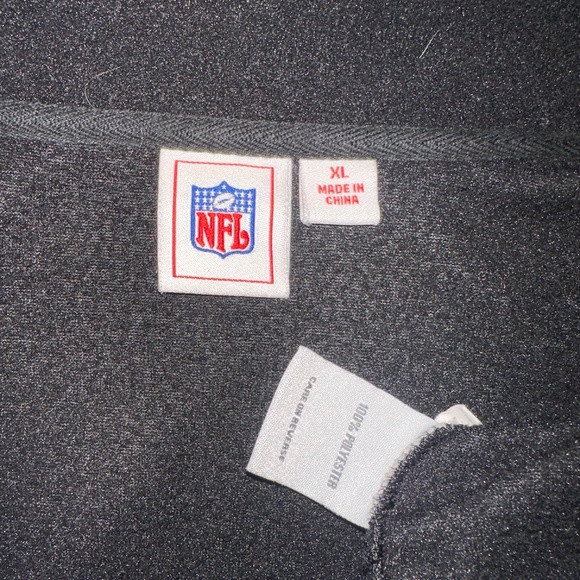 NFL
XL
MADE IN
CHINA
100% POLYESTER
CARE ON REVERSE